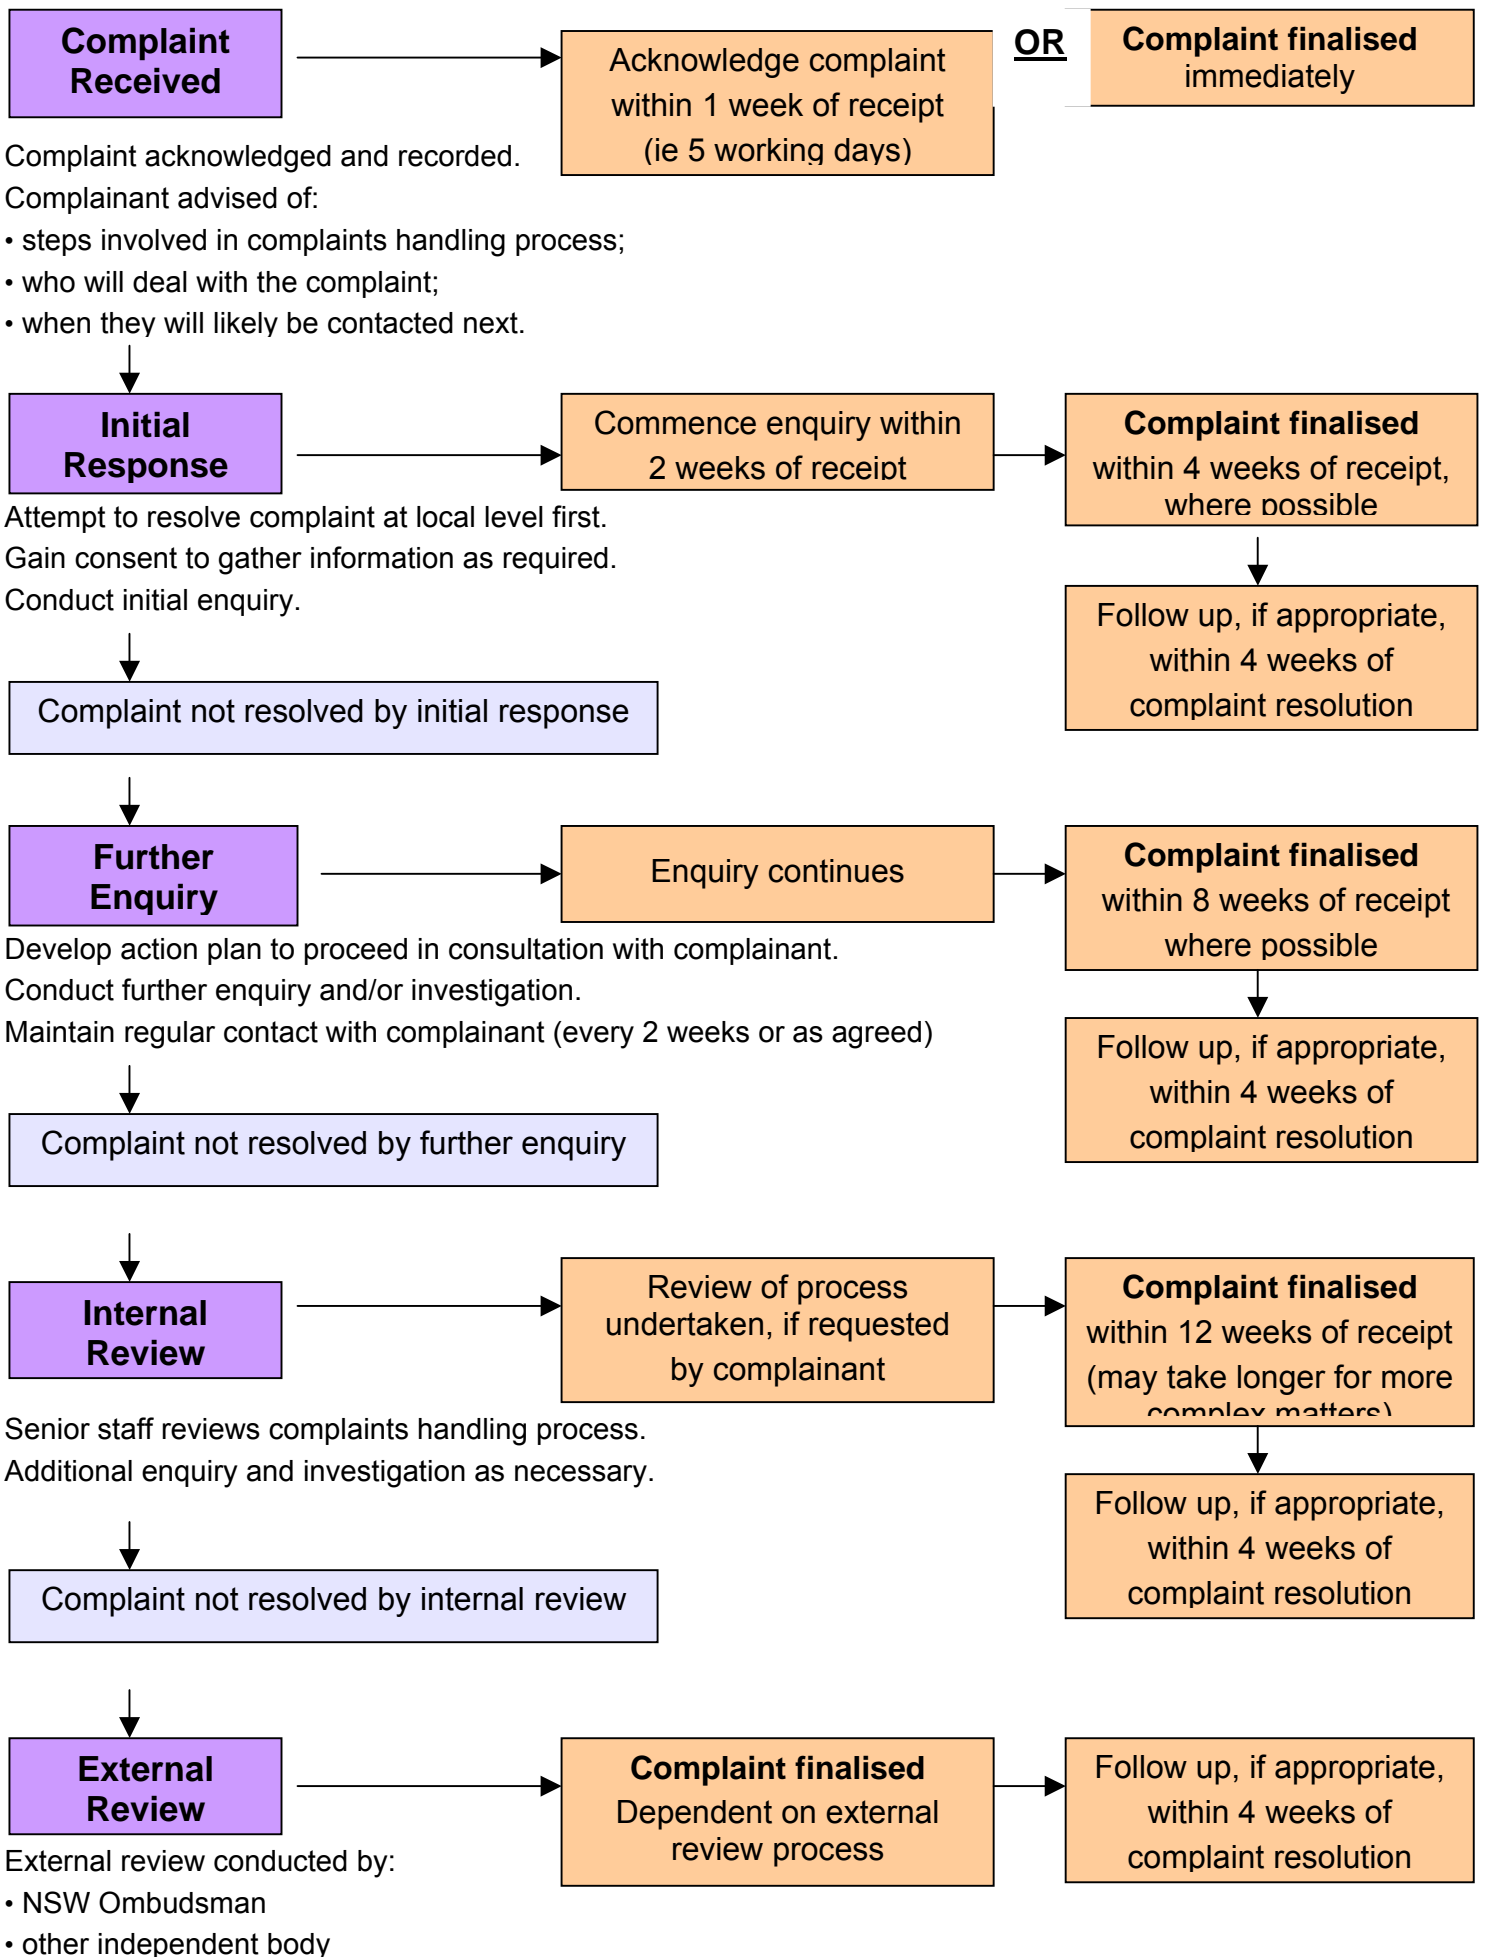 Complaint
Received
Acknowledge complaint
within 1 week of receipt
(ie 5 working days)
OR
Complaint finalised
immediately
Complaint acknowledged and recorded.
Complainant advised of:
• steps involved in complaints handling process;
• who will deal with the complaint;
• when they will likely be contacted next.
Initial
Response
Commence enquiry within
2 weeks of receipt
Complaint finalised
within 4 weeks of receipt,
where possible
Attempt to resolve complaint at local level first.
Gain consent to gather information as required.
Conduct initial enquiry.
Follow up, if appropriate,
within 4 weeks of
complaint resolution
Complaint not resolved by initial response
Further
Enquiry
Enquiry continues
Complaint finalised
within 8 weeks of receipt
where possible
Develop action plan to proceed in consultation with complainant.
Conduct further enquiry and/or investigation.
Maintain regular contact with complainant (every 2 weeks or as agreed)
Follow up, if appropriate,
within 4 weeks of
complaint resolution
Complaint not resolved by further enquiry
Internal
Review
Review of process
undertaken, if requested
by complainant
Complaint finalised
within 12 weeks of receipt
(may take longer for more
complex matters)
Senior staff reviews complaints handling process.
Additional enquiry and investigation as necessary.
Follow up, if appropriate,
within 4 weeks of
complaint resolution
Complaint not resolved by internal review
External
Review
Complaint finalised
Dependent on external
review process
Follow up, if appropriate,
within 4 weeks of
complaint resolution
External review conducted by:
• NSW Ombudsman
• other independent body